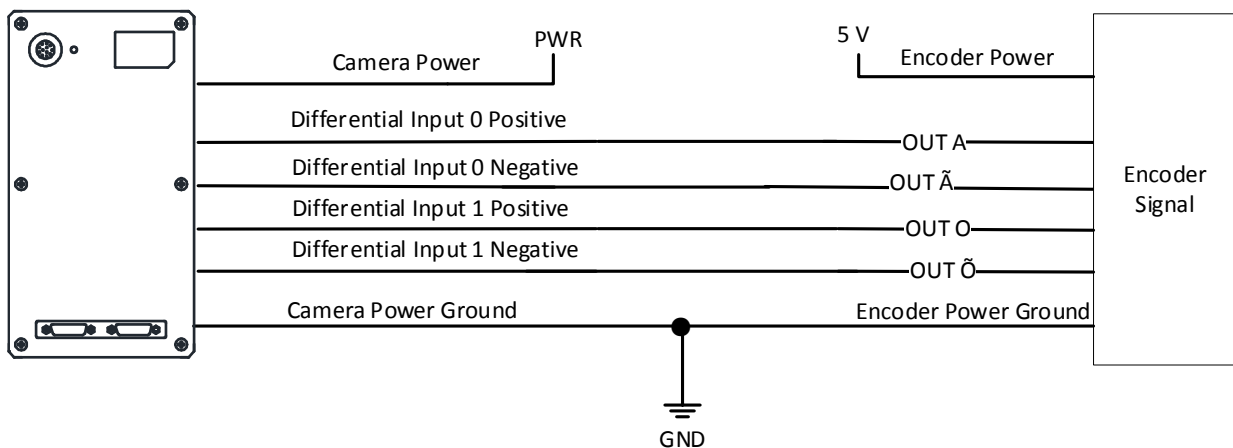 PWR
5 V
Camera Power
Encoder Power
Differential Input 0 Positive
OUT A
Differential Input 0 Negative
OUT Ã
Encoder
Signal
Differential Input 1 Positive
OUT O
Differential Input 1 Negative
OUT Õ
Camera Power Ground
Encoder Power Ground
GND